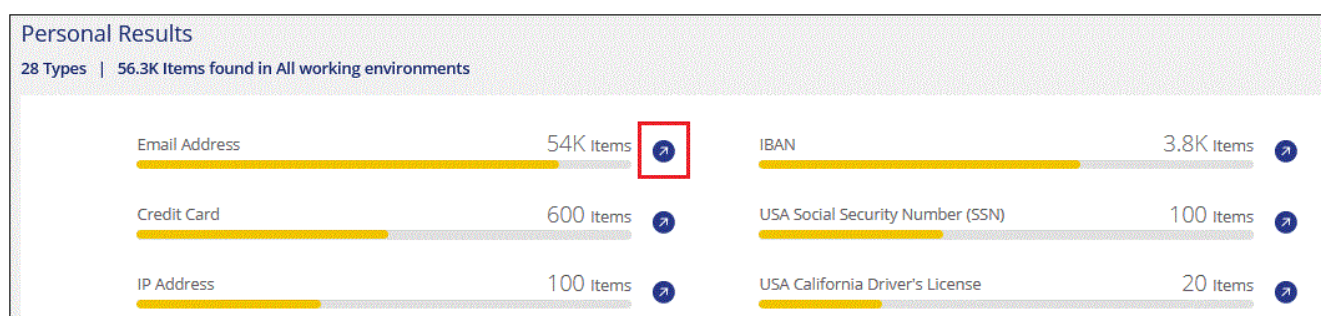 Personal Results
28 Types | 56.3K Items found in All working environments
Email Address 54K Items
IBAN 3.8K Items
Credit Card 600 Items
USA Social Security Number (SSN) 100 Items
IP Address 100 Items
USA California Driver's License 20 Items